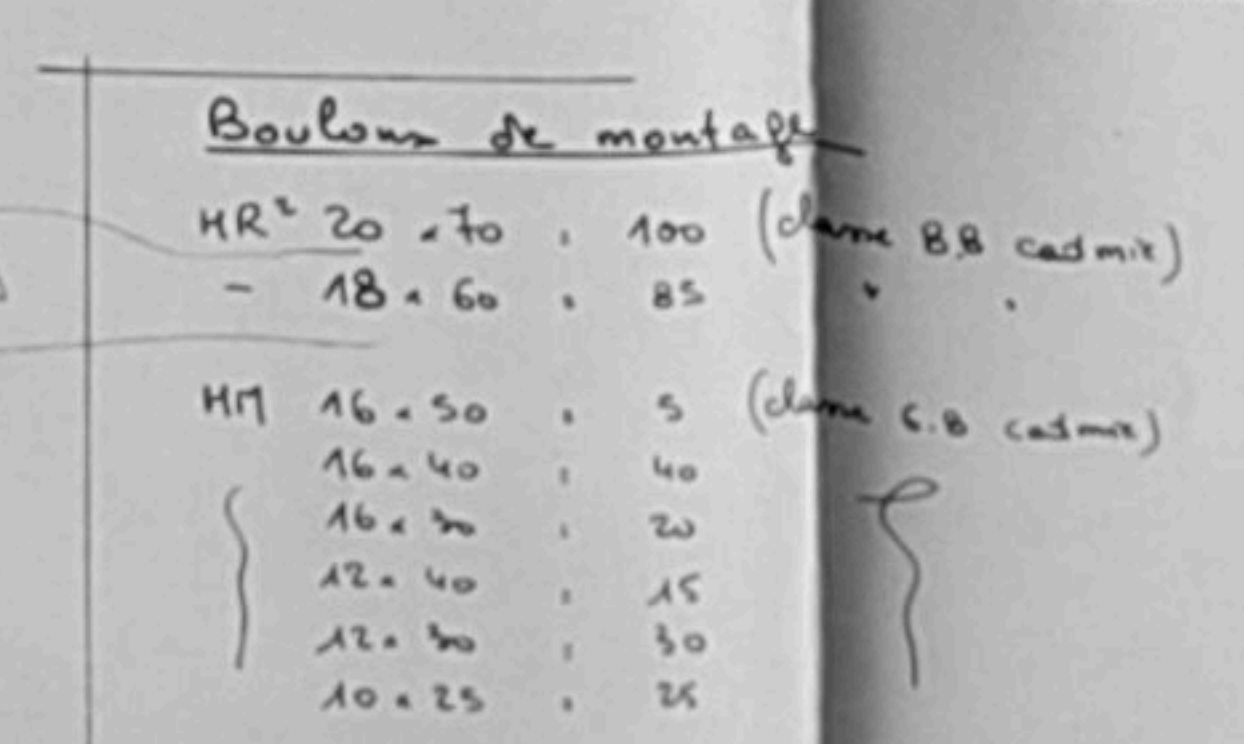 Boulons de montage
HR² 20 x 70 : 100 (classe 8.8 cadmié)
- 18 x 60 : 85 " "
HM 16 x 50 : 5 (classe 6.8 cadmié)
16 x 40 : 40
16 x 30 : 20
12 x 40 : 15
12 x 30 : 30
10 x 25 : 25